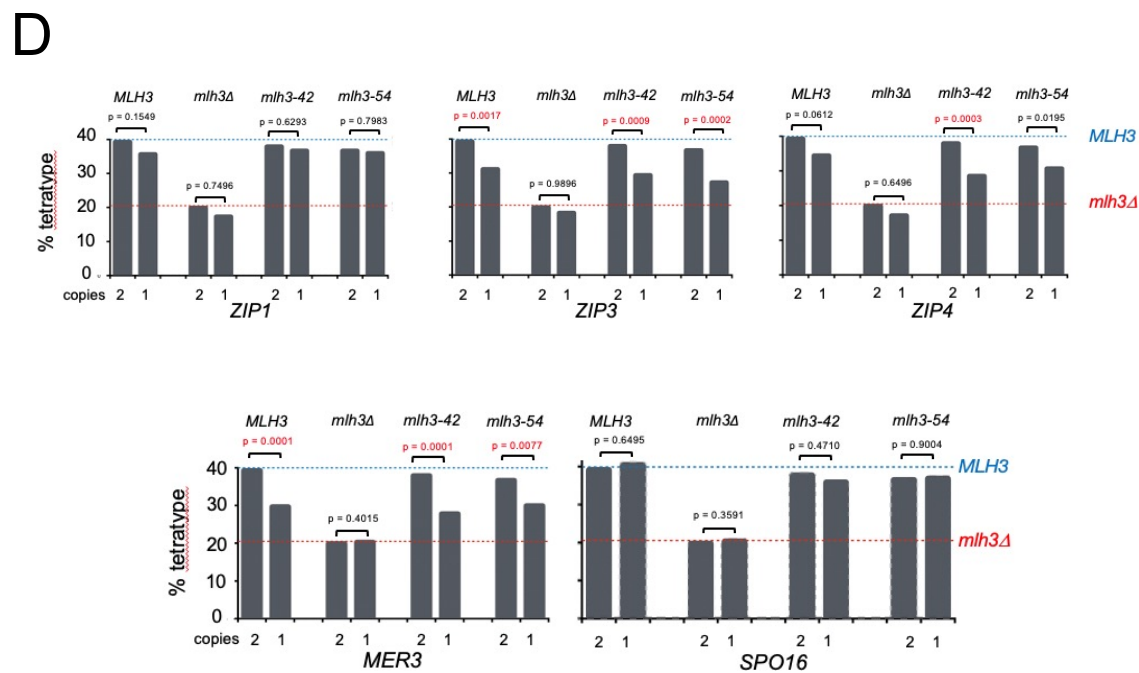 D
MLH3 mlh3Δ mlh3-42 mlh3-54
p = 0.1549 p = 0.7496 p = 0.6293 p = 0.7983
% tetratype
40
30
20
10
0
copies 2 1 2 1 2 1 2 1
ZIP1
MLH3 mlh3Δ mlh3-42 mlh3-54
p = 0.0017 p = 0.9896 p = 0.0009 p = 0.0002
2 1 2 1 2 1 2 1
ZIP3
MLH3 mlh3Δ mlh3-42 mlh3-54
p = 0.0612 p = 0.6496 p = 0.0003 p = 0.0195
2 1 2 1 2 1 2 1
ZIP4
MLH3
mlh3Δ
MLH3 mlh3Δ mlh3-42 mlh3-54
p = 0.0001 p = 0.4015 p = 0.0001 p = 0.0077
% tetratype
40
30
20
10
0
copies 2 1 2 1 2 1 2 1
MER3
MLH3 mlh3Δ mlh3-42 mlh3-54
p = 0.6495 p = 0.3591 p = 0.4710 p = 0.9004
2 1 2 1 2 1 2 1
SPO16
MLH3
mlh3Δ